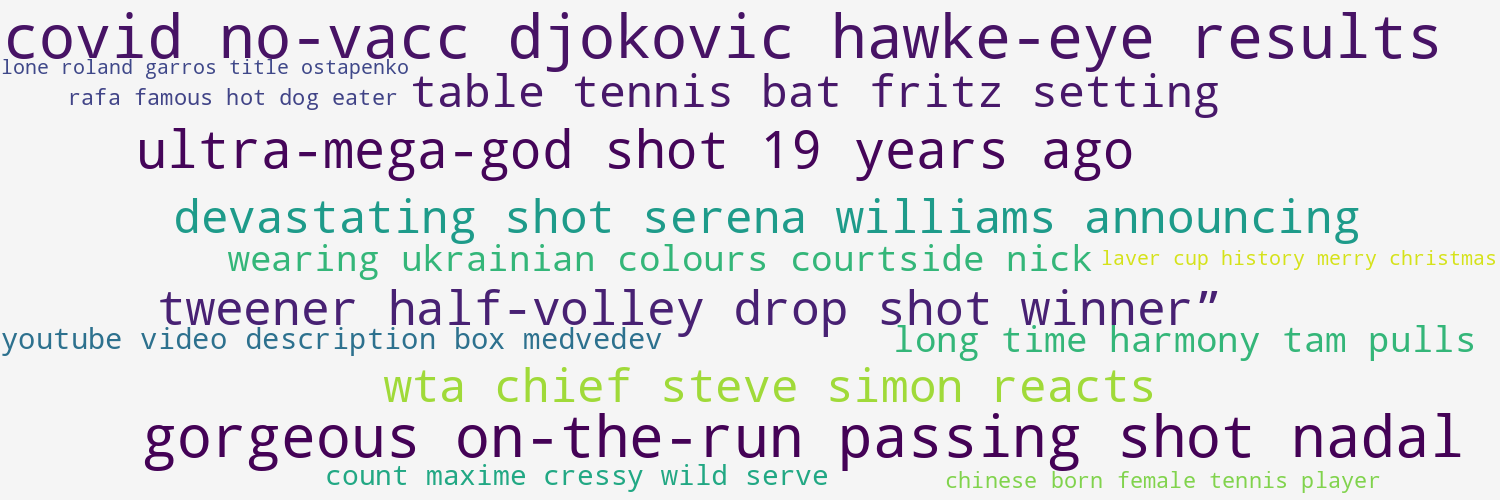 covid no-vacc djokovic hawke-eye results
lone roland garros title ostapenko
rafa famous hot dog eater
table tennis bat fritz setting
ultra-mega-god shot 19 years ago
devastating shot serena williams announcing
wearing ukrainian colours courtside nick
laver cup history merry christmas
tweener half-volley drop shot winner”
youtube video description box medvedev
long time harmony tam pulls
wta chief steve simon reacts
gorgeous on-the-run passing shot nadal
count maxime cressy wild serve
chinese born female tennis player